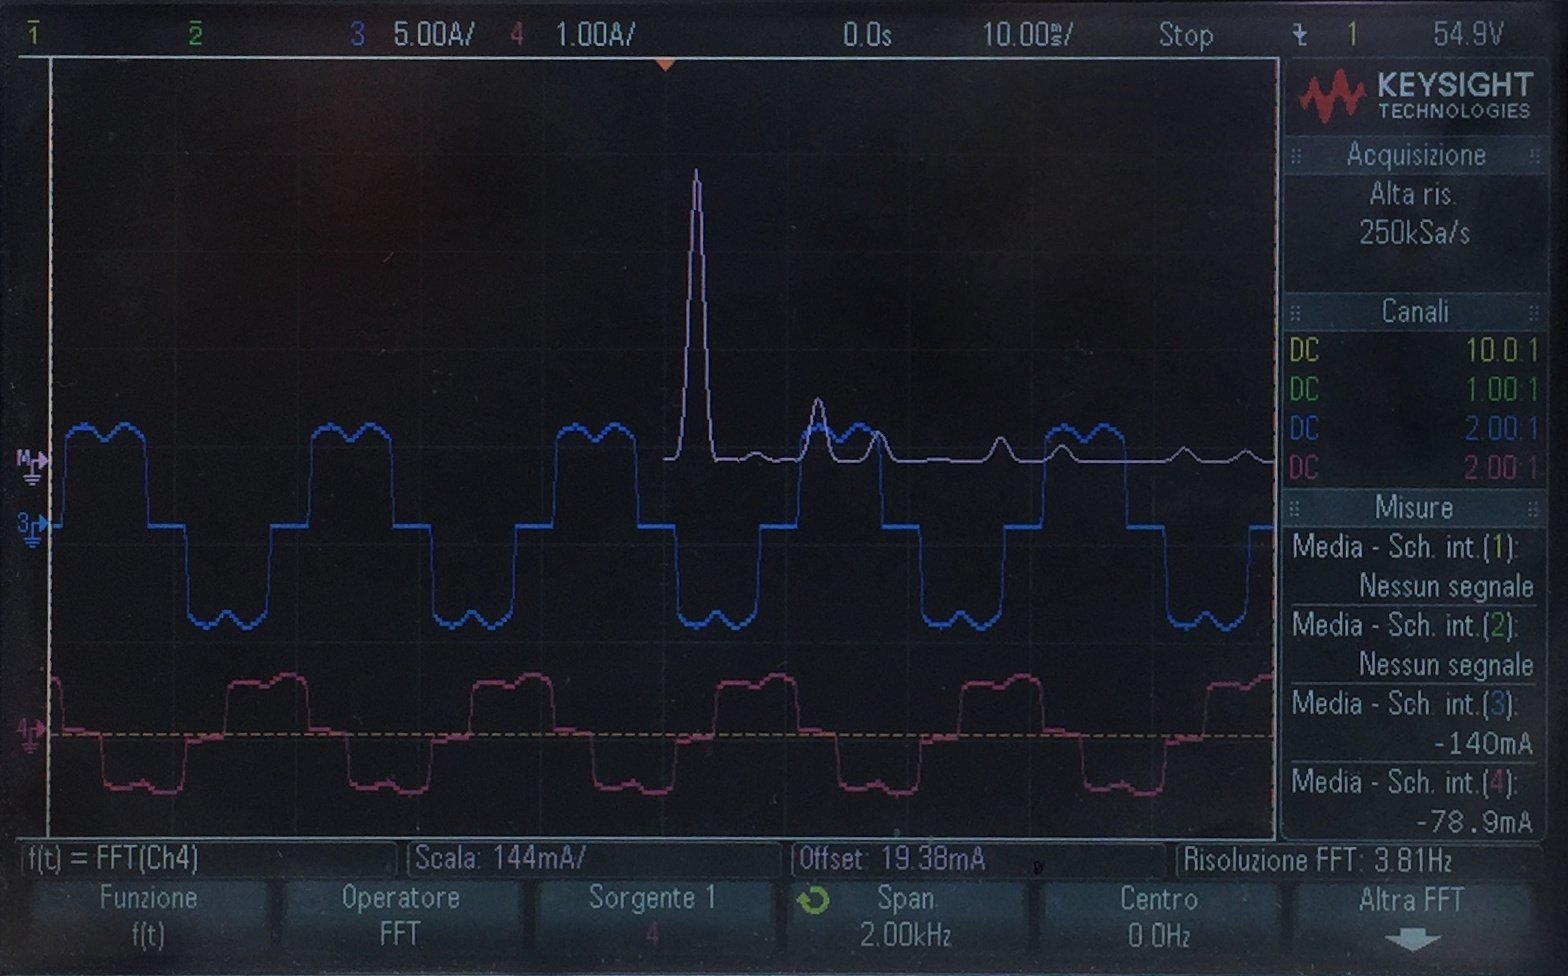 1 2 3 5.00A/ 4 1.00A/ 0.0s 10.00ms/ Stop 1 54.9V
KEYSIGHT
TECHNOLOGIES
Acquisizione
Alta ris.
250kSa/s
Canali
DC 10.0:1
DC 1.00:1
DC 2.00:1
DC 2.00:1
Misure
Media - Sch. int.(1):
Nessun segnale
Media - Sch. int.(2):
Nessun segnale
Media - Sch. int.(3):
-140mA
Media - Sch. int.(4):
-78.9mA
M
3
4
f(t) = FFT(Ch4) Scala: 144mA/ Offset: 19.38mA Risoluzione FFT: 3.81Hz
Funzione Operatore Sorgente 1 Span Centro Altra FFT
f(t) FFT 4 2.00kHz 0.0Hz